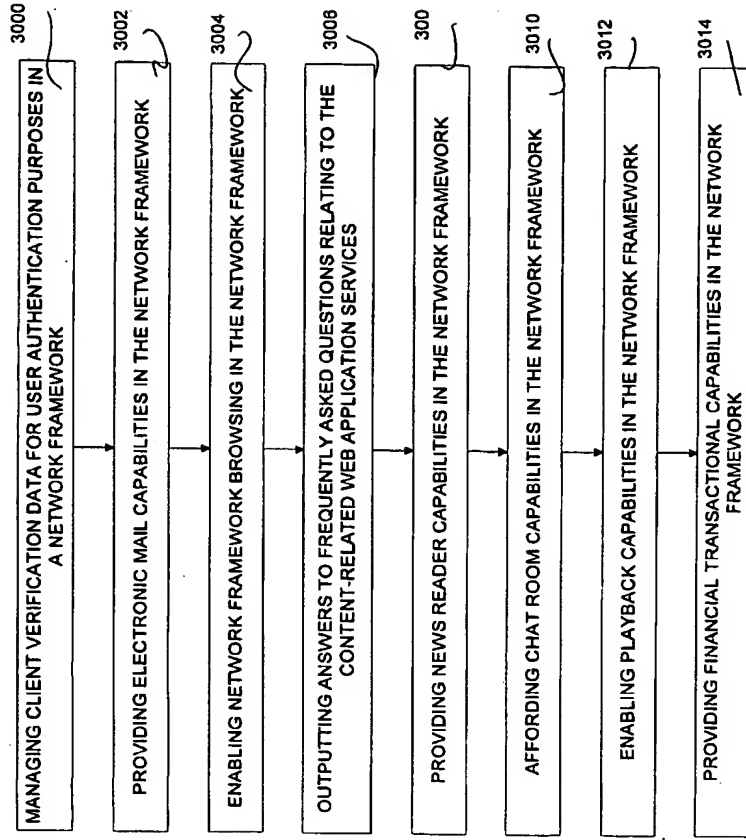 3000
MANAGING CLIENT VERIFICATION DATA FOR USER AUTHENTICATION PURPOSES IN
A NETWORK FRAMEWORK
3002
PROVIDING ELECTRONIC MAIL CAPABILITIES IN THE NETWORK FRAMEWORK
3004
ENABLING NETWORK FRAMEWORK BROWSING IN THE NETWORK FRAMEWORK
3006
OUTPUTTING ANSWERS TO FREQUENTLY ASKED QUESTIONS RELATING TO THE
CONTENT-RELATED WEB APPLICATION SERVICES
300
PROVIDING NEWS READER CAPABILITIES IN THE NETWORK FRAMEWORK
3010
AFFORDING CHAT ROOM CAPABILITIES IN THE NETWORK FRAMEWORK
3012
ENABLING PLAYBACK CAPABILITIES IN THE NETWORK FRAMEWORK
3014
PROVIDING FINANCIAL TRANSACTIONAL CAPABILITIES IN THE NETWORK
FRAMEWORK